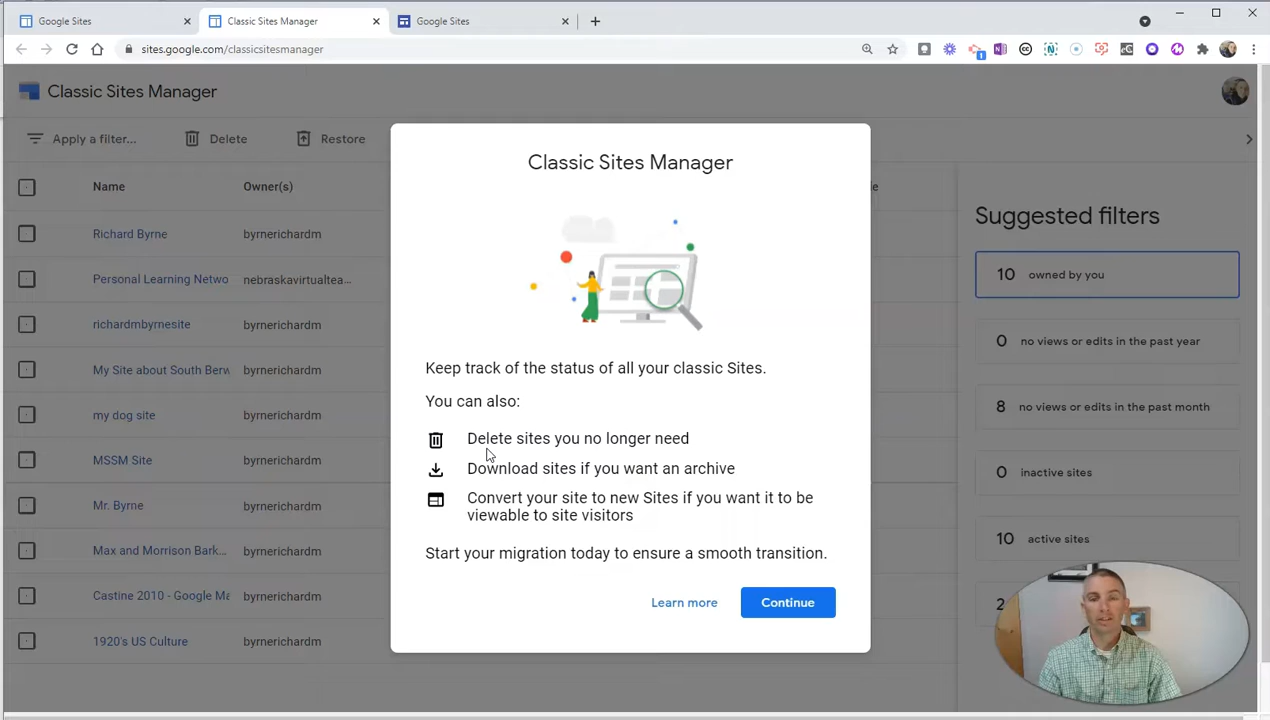 Google Sites
Classic Sites Manager
Google Sites
sites.google.com/classicsitesmanager
Classic Sites Manager
Apply a filter...
Delete
Restore
Name
Owner(s)
Richard Byrne
byrnerichardm
Personal Learning Netwo
nebraskavirtualtea...
richardmbyrnesite
byrnerichardm
My Site about South Berw
byrnerichardm
my dog site
byrnerichardm
MSSM Site
byrnerichardm
Mr. Byrne
byrnerichardm
Max and Morrison Bark...
byrnerichardm
Castine 2010 - Google Ma
byrnerichardm
1920's US Culture
byrnerichardm
Classic Sites Manager
Keep track of the status of all your classic Sites.
You can also:
Delete sites you no longer need
Download sites if you want an archive
Convert your site to new Sites if you want it to be
viewable to site visitors
Start your migration today to ensure a smooth transition.
Learn more
Continue
Suggested filters
10 owned by you
0 no views or edits in the past year
8 no views or edits in the past month
0 inactive sites
10 active sites
2